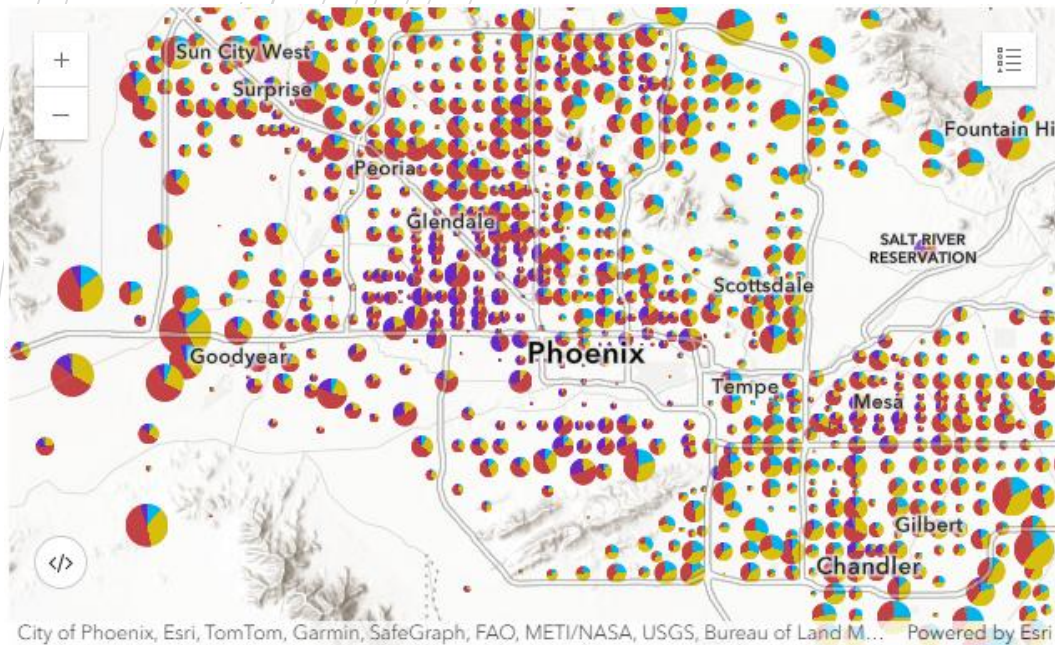 Sun City West
Surprise
Fountain Hi
Peoria
Glendale
SALT RIVER
RESERVATION
Scottsdale
Phoenix
Goodyear
Tempe
Mesa
Gilbert
Chandler
City of Phoenix, Esri, TomTom, Garmin, SafeGraph, FAO, METI/NASA, USGS, Bureau of Land M... Powered by Esri